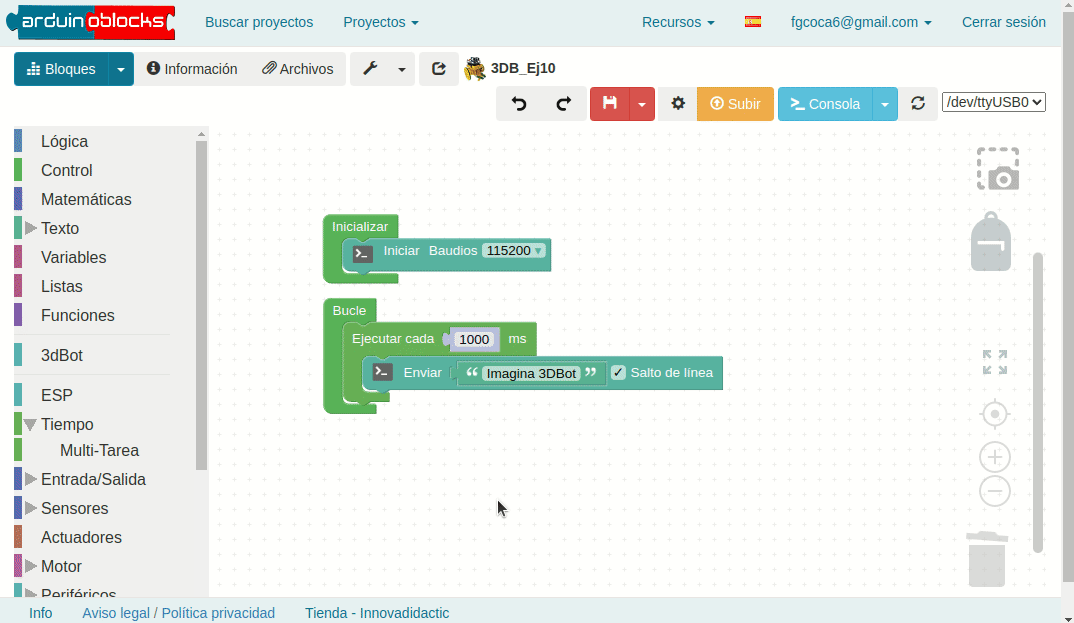 arduinoblocks Buscar proyectos Proyectos Recursos fgcoca6@gmail.com Cerrar sesión
Bloques Información Archivos 3DB_Ej10
Subir Consola /dev/ttyUSB0
Lógica
Control
Matemáticas
Texto
Variables
Listas
Funciones
3dBot
ESP
Tiempo
Multi-Tarea
Entrada/Salida
Sensores
Actuadores
Motor
Periféricos
Inicializar
Iniciar Baudios 115200
Bucle
Ejecutar cada 1000 ms
Enviar “ Imagina 3DBot ” Salto de línea
Info Aviso legal / Política privacidad Tienda - Innovadidactic